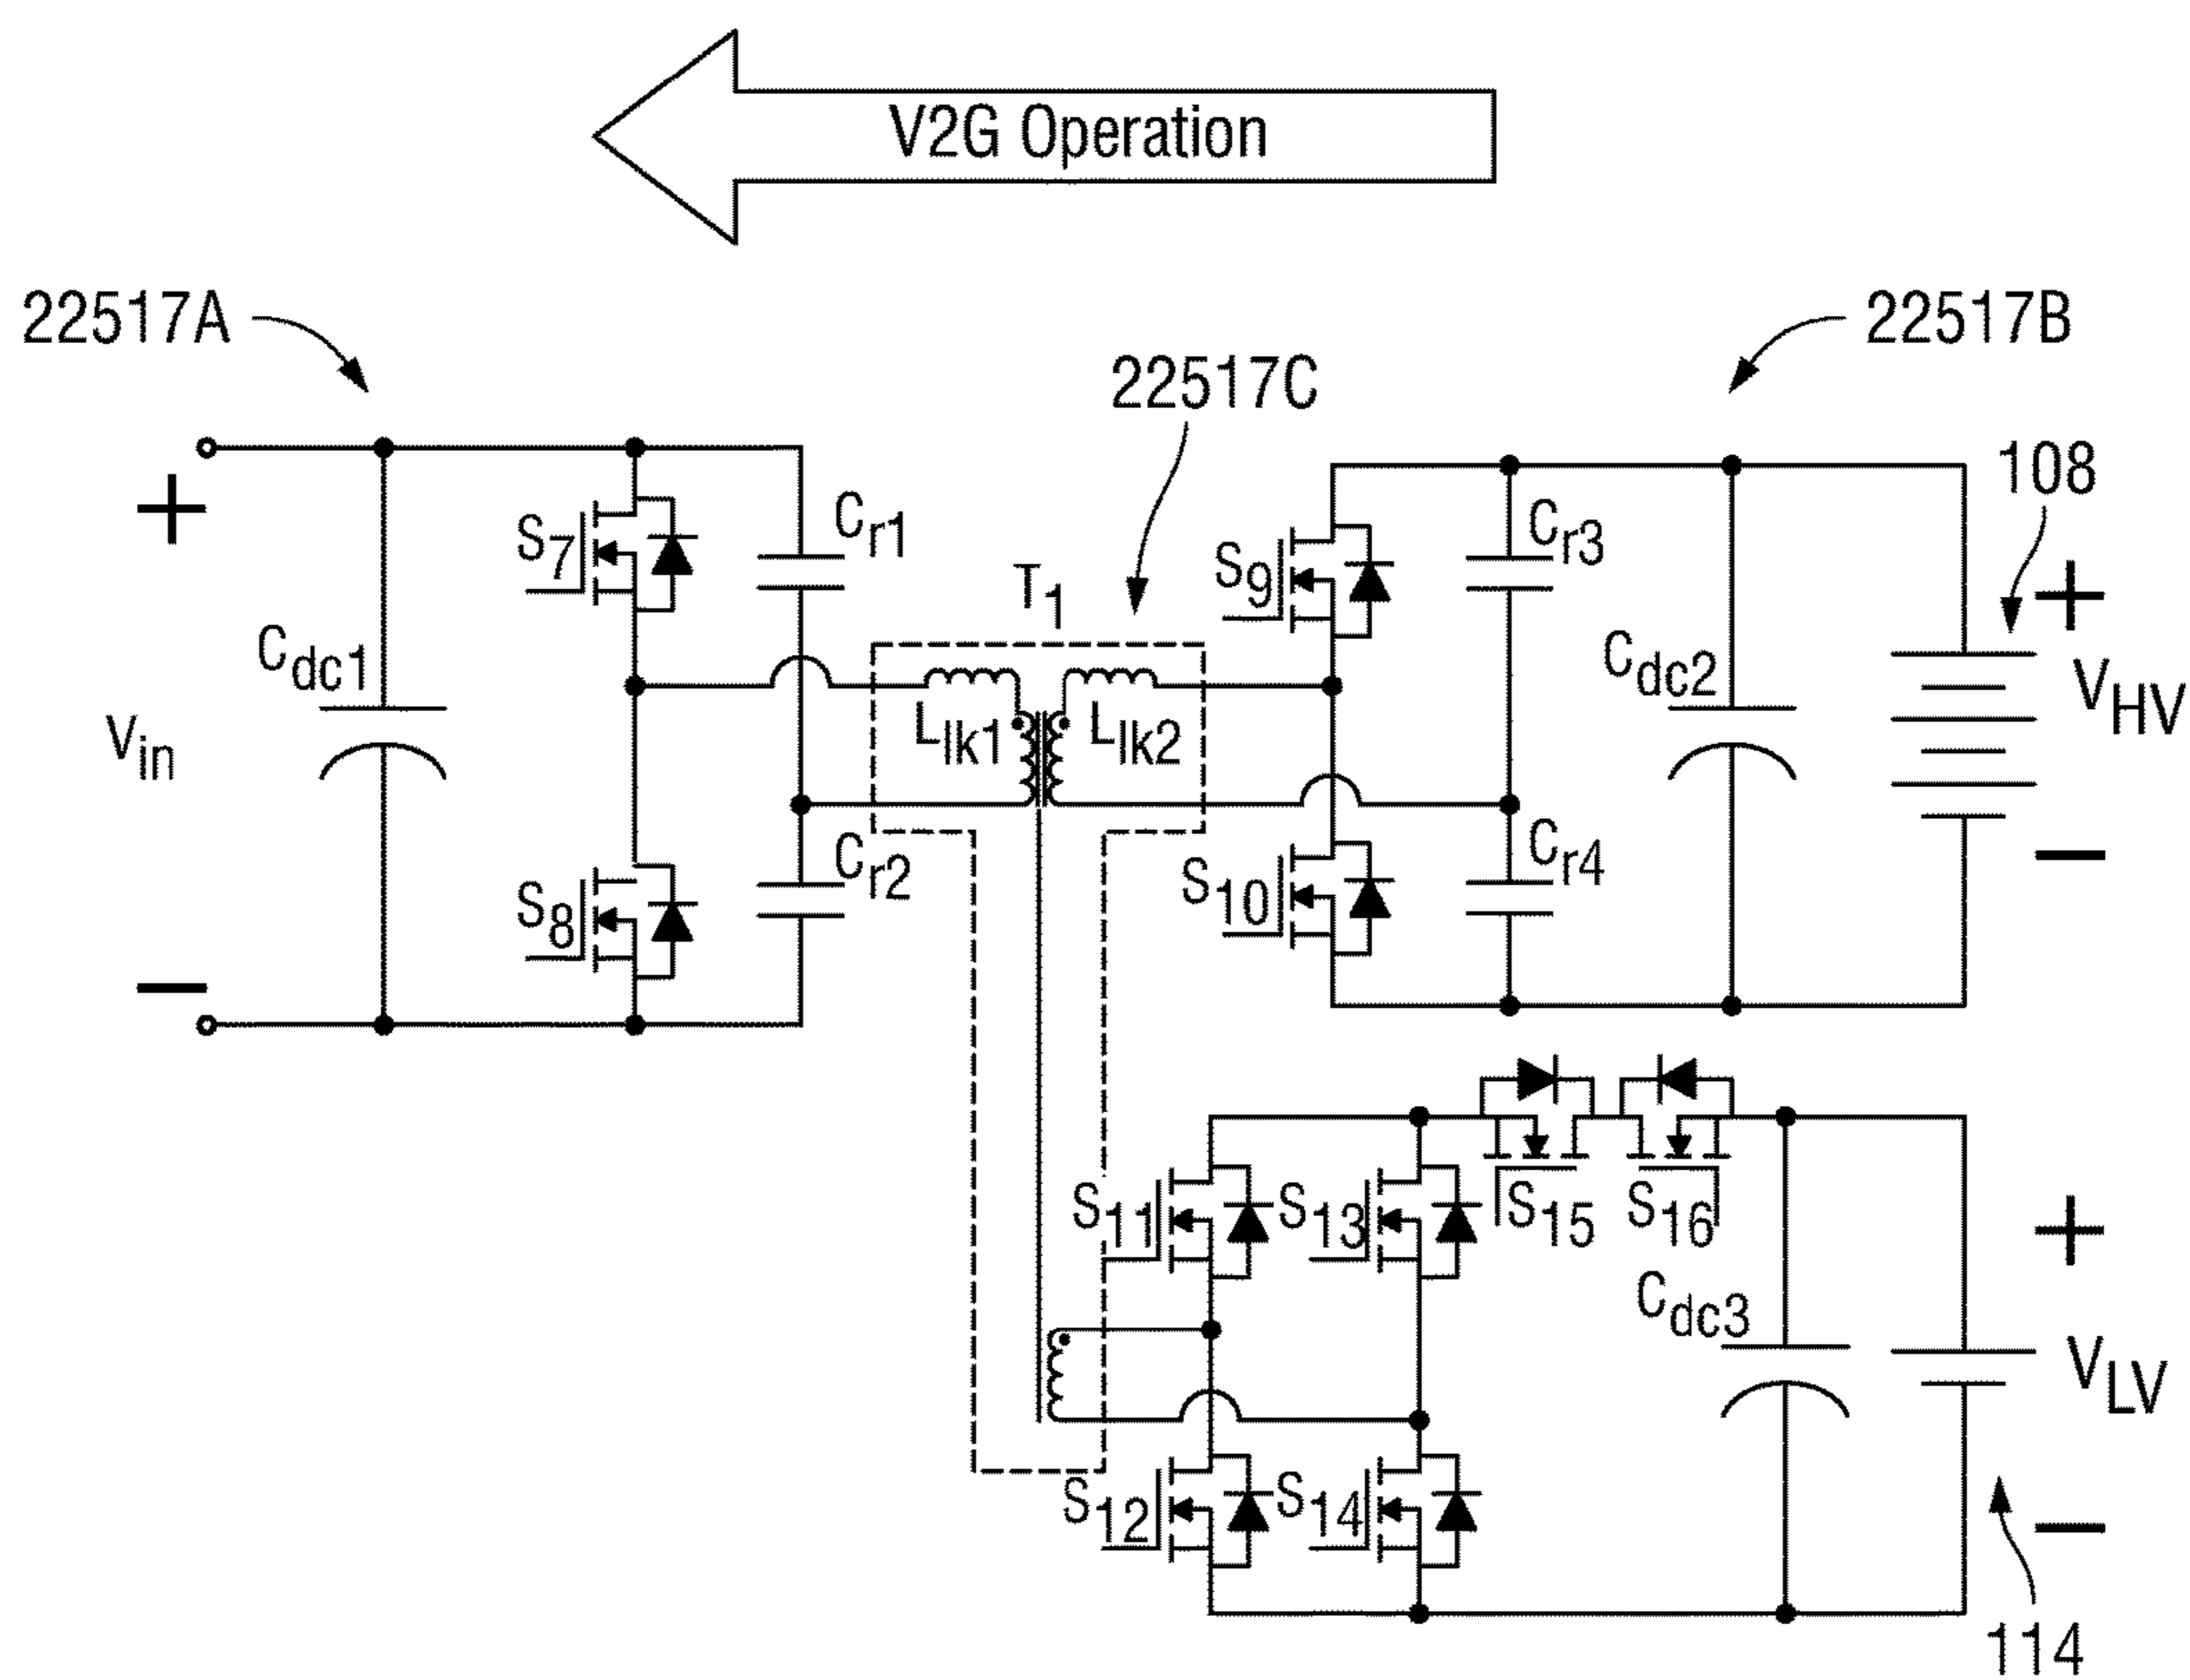 V2G Operation
22517A
22517B
22517C
108
+
S7
Cr1
T1
S9
Cr3
+
Cdc1
Cdc2
VHV
Vin
Llk1
Llk2
Cr2
Cr4
S8
S10
−
−
S11
S13
S15
S16
+
Cdc3
VLV
S12
S14
−
114